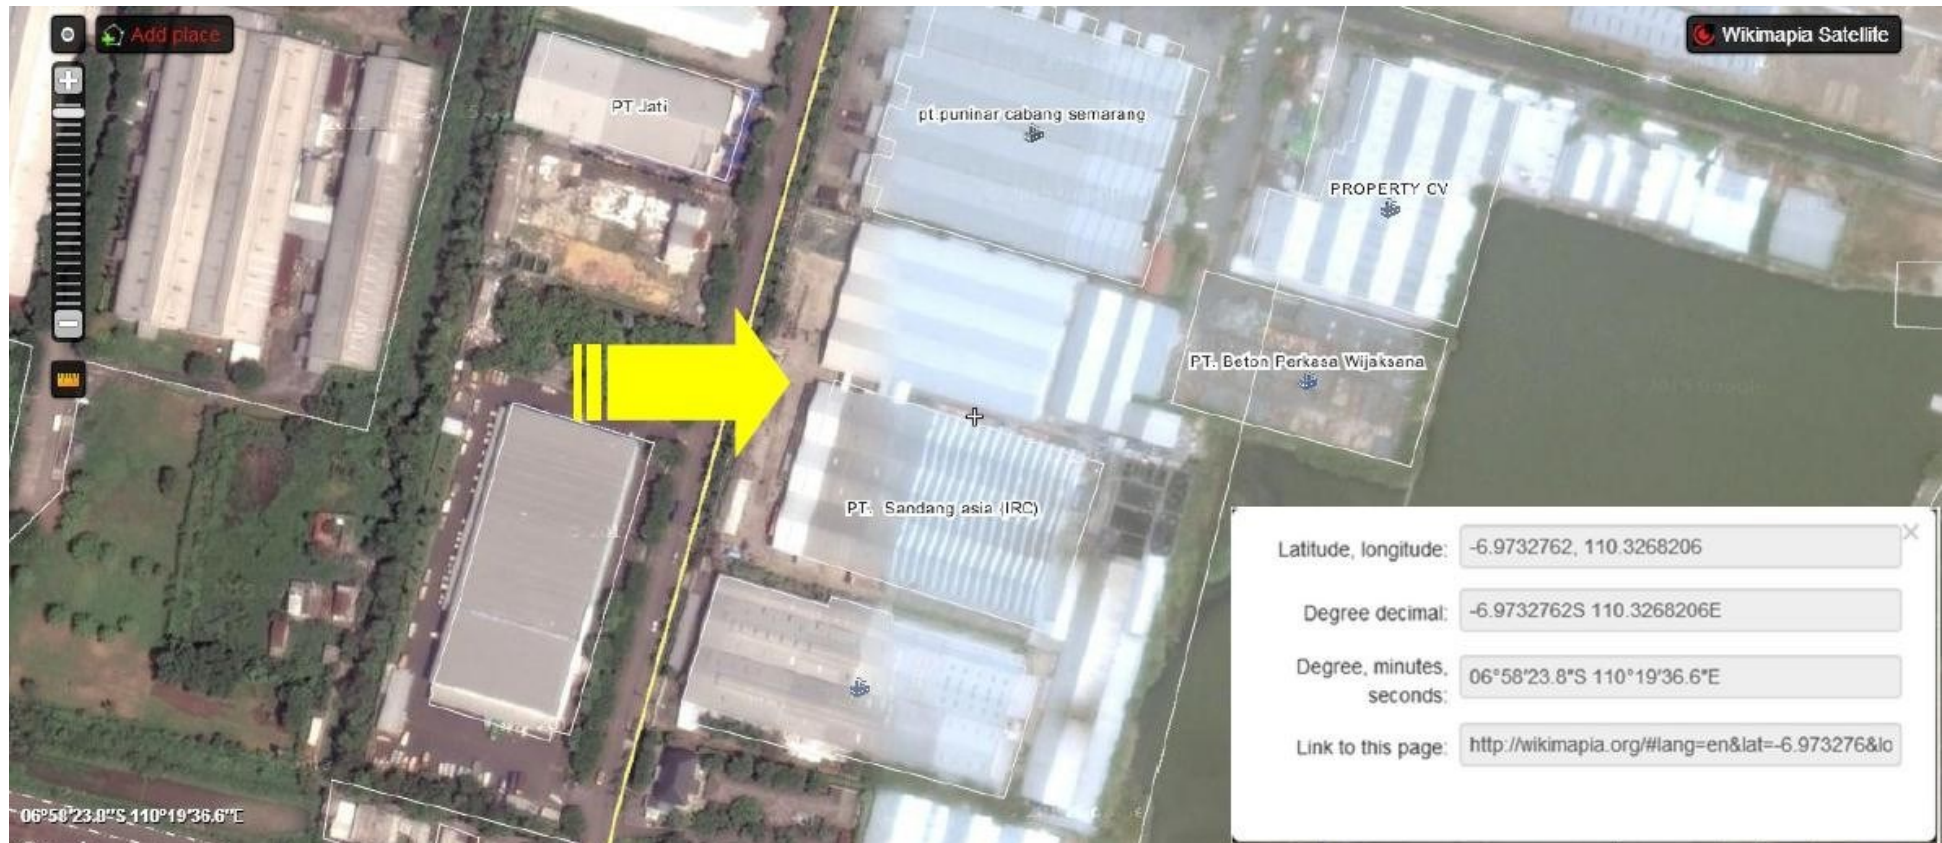 Add place
Wikimapia Satellite
PT Jati
pt.puninar cabang semarang
PROPERTY CV
PT. Beton Perkasa Wijaksana
PT. Sandang asia (IRC)
Latitude, longitude: -6.9732762, 110.3268206
Degree decimal: -6.9732762S 110.3268206E
Degree, minutes, seconds: 06°58'23.8"S 110°19'36.6"E
Link to this page: http://wikimapia.org/#lang=en&lat=-6.973276&lo
06°58'23.8"S 110°19'36.6"E